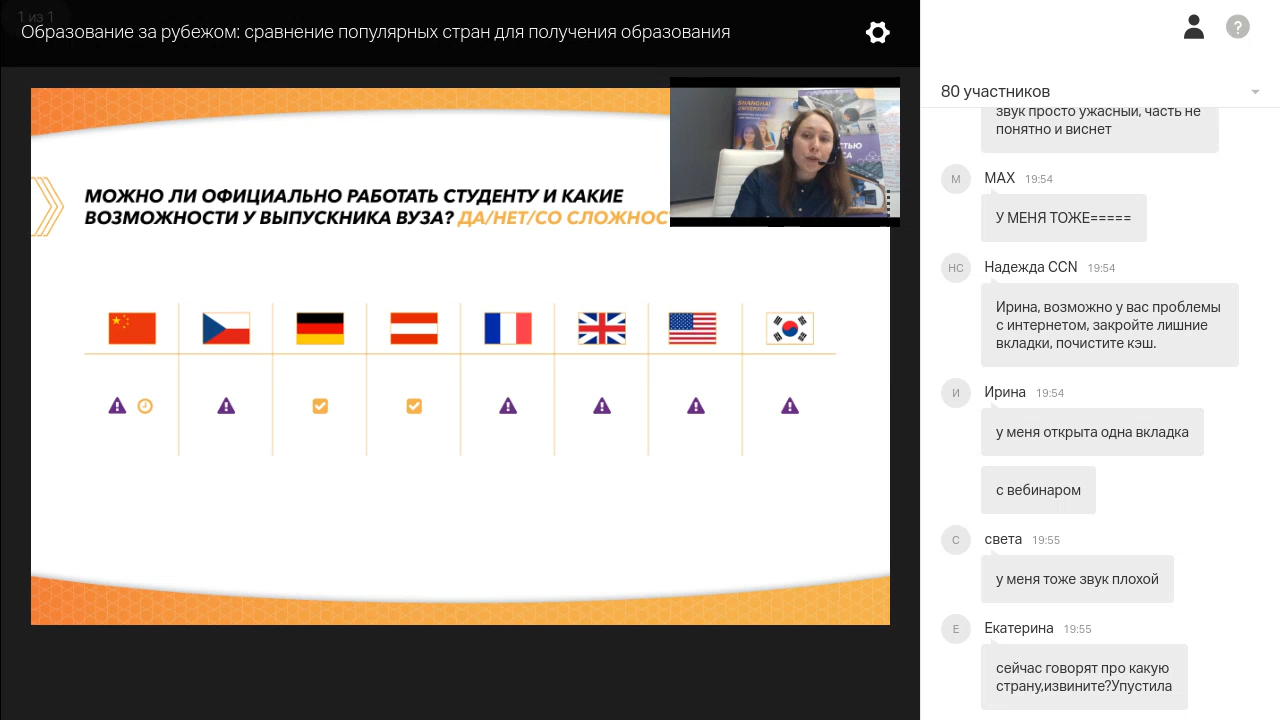 1 из 1
Образование за рубежом: сравнение популярных стран для получения образования
SHANGHAI
UNIVERSITY
МОЖНО ЛИ ОФИЦИАЛЬНО РАБОТАТЬ СТУДЕНТУ И КАКИЕ
ВОЗМОЖНОСТИ У ВЫПУСКНИКА ВУЗА? ДА/НЕТ/СО СЛОЖНОС
?
80 участников
звук просто ужасный, часть не
понятно и виснет
М
МАХ 19:54
У МЕНЯ ТОЖЕ=====
НС
Надежда CCN 19:54
Ирина, возможно у вас проблемы
с интернетом, закройте лишние
вкладки, почистите кэш.
И
Ирина 19:54
у меня открыта одна вкладка
с вебинаром
С
света 19:55
у меня тоже звук плохой
Е
Екатерина 19:55
сейчас говорят про какую
страну,извините?Упустила